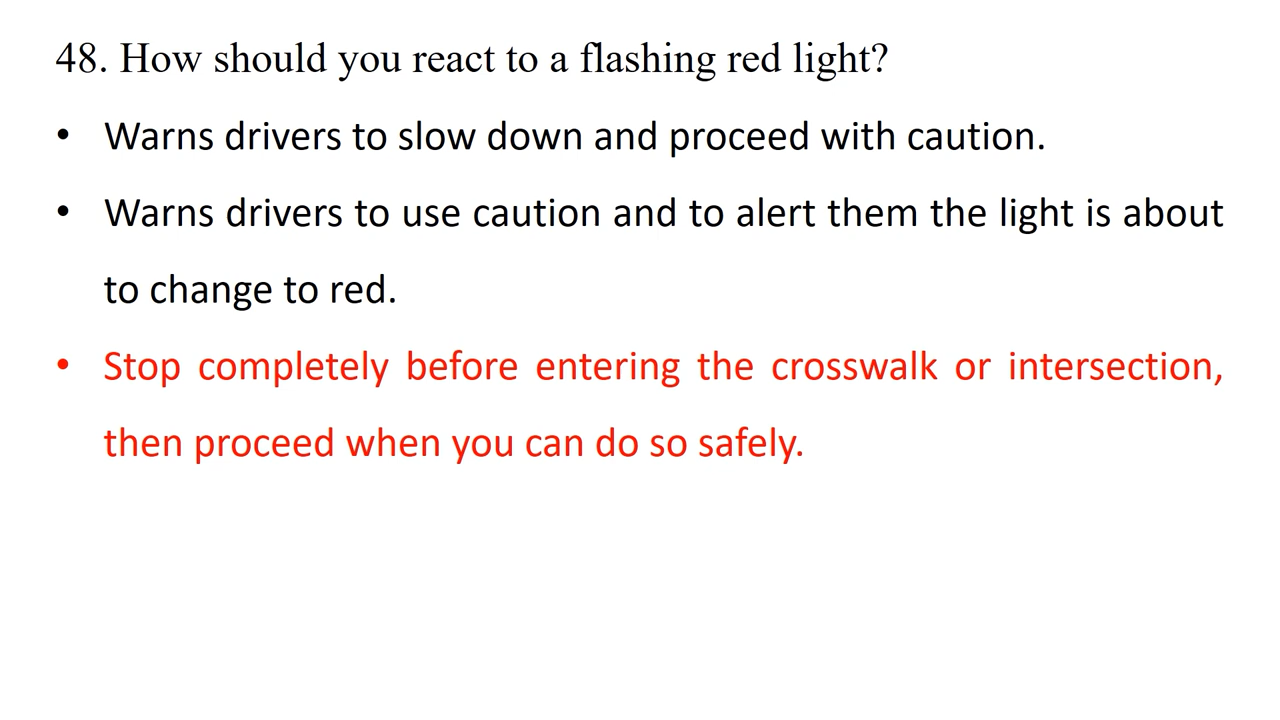 48. How should you react to a flashing red light?
• Warns drivers to slow down and proceed with caution.
• Warns drivers to use caution and to alert them the light is about
to change to red.
• Stop completely before entering the crosswalk or intersection,
then proceed when you can do so safely.